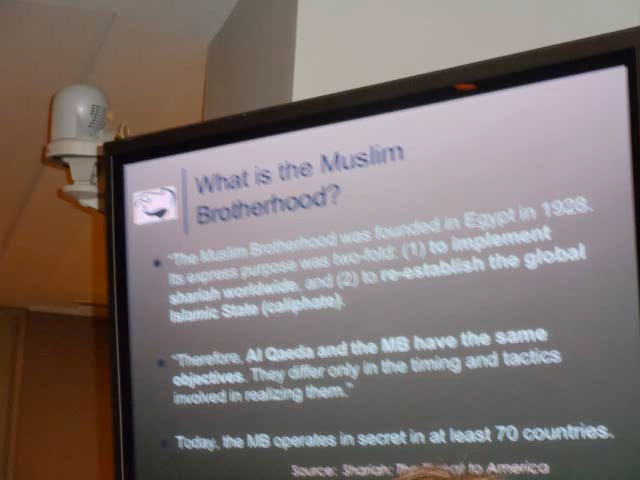 What is the Muslim
Brotherhood?
• "The Muslim Brotherhood was founded in Egypt in 1928.
Its express purpose was two-fold: (1) to implement
shariah worldwide, and (2) to re-establish the global
Islamic State (caliphate).
• "Therefore, Al Qaeda and the MB have the same
objectives. They differ only in the timing and tactics
involved in realizing them."
• Today, the MB operates in secret in at least 70 countries.
Source: Shariah: The to America